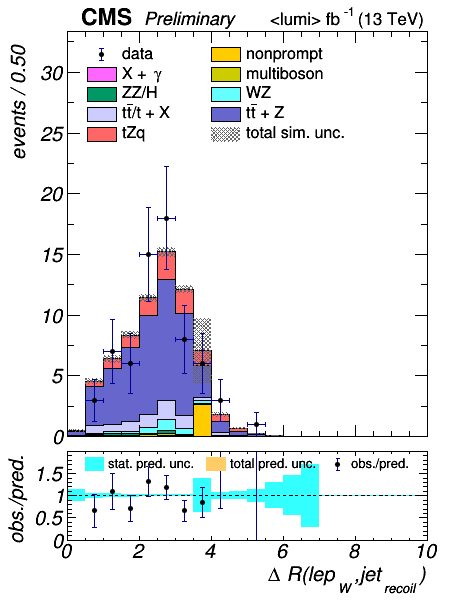 CMS Preliminary <lumi> fb⁻¹ (13 TeV)
events / 0.50
30
25
20
15
10
5
0
data
nonprompt
X + γ
multiboson
ZZ/H
WZ
tt̄/t + X
tt̄ + Z
tZq
total sim. unc.
obs./pred.
1.5
1
0.5
0
stat. pred. unc.
total pred. unc.
obs./pred.
0 2 4 6 8 10
Δ R(lep_W,jet_recoil)